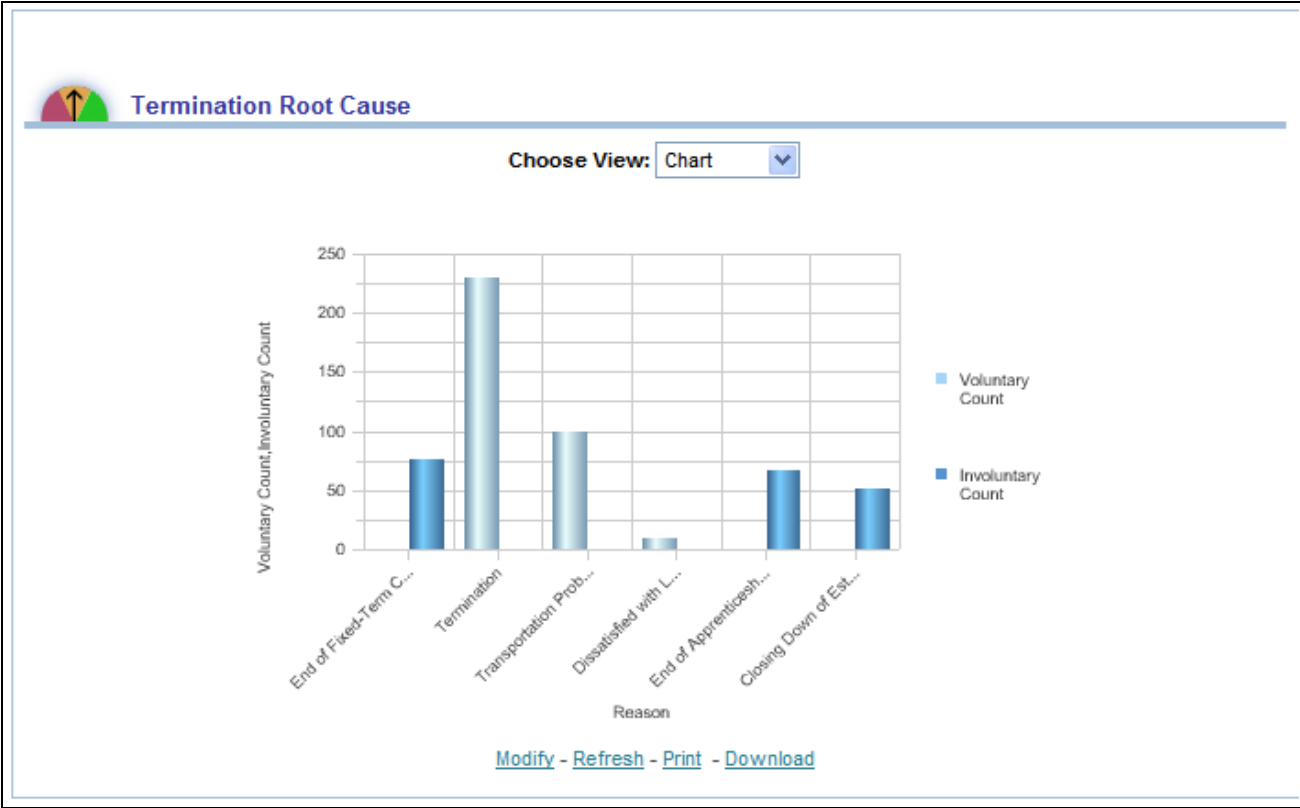 Termination Root Cause
Choose View: Chart
250
200
150
100
50
0
Voluntary Count,Involuntary Count
Voluntary
Count
Involuntary
Count
End of Fixed-Term C...
Termination
Transportation Prob...
Dissatisfied with L...
End of Apprenticesh...
Closing Down of Est...
Reason
Modify - Refresh - Print - Download